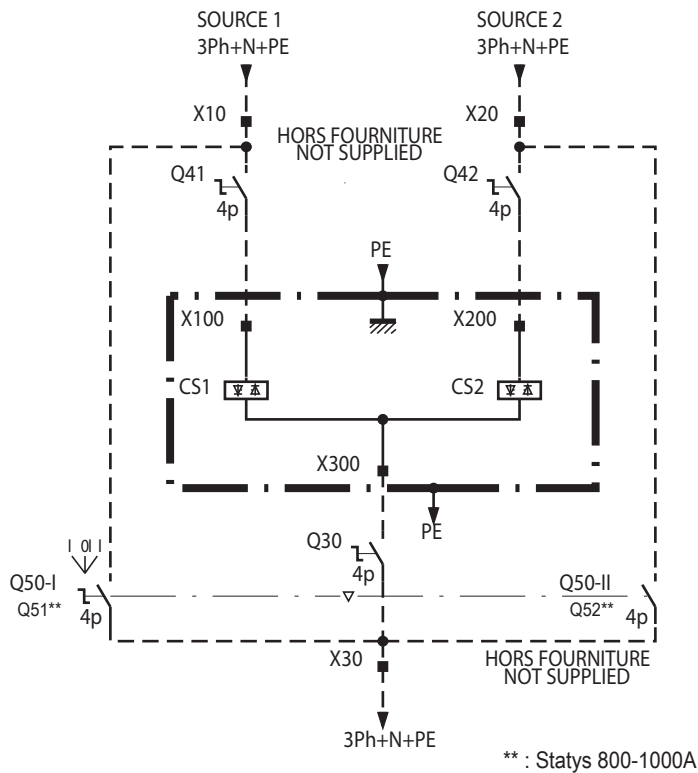 SOURCE 1
3Ph+N+PE
SOURCE 2
3Ph+N+PE
X10
X20
HORS FOURNITURE
NOT SUPPLIED
Q41
4p
Q42
4p
PE
X100
X200
CS1
CS2
X300
PE
Q30
4p
I 0 I I
Q50-I
Q51**
4p
Q50-II
Q52**
4p
X30
HORS FOURNITURE
NOT SUPPLIED
3Ph+N+PE
** : Statys 800-1000A